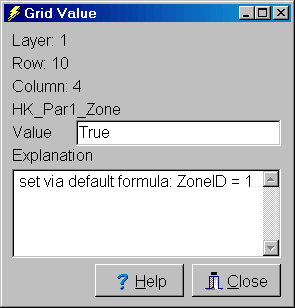 Grid Value
Layer: 1
Row: 10
Column: 4
HK_Par1_Zone
Value True
Explanation
set via default formula: ZoneID = 1
Help Close